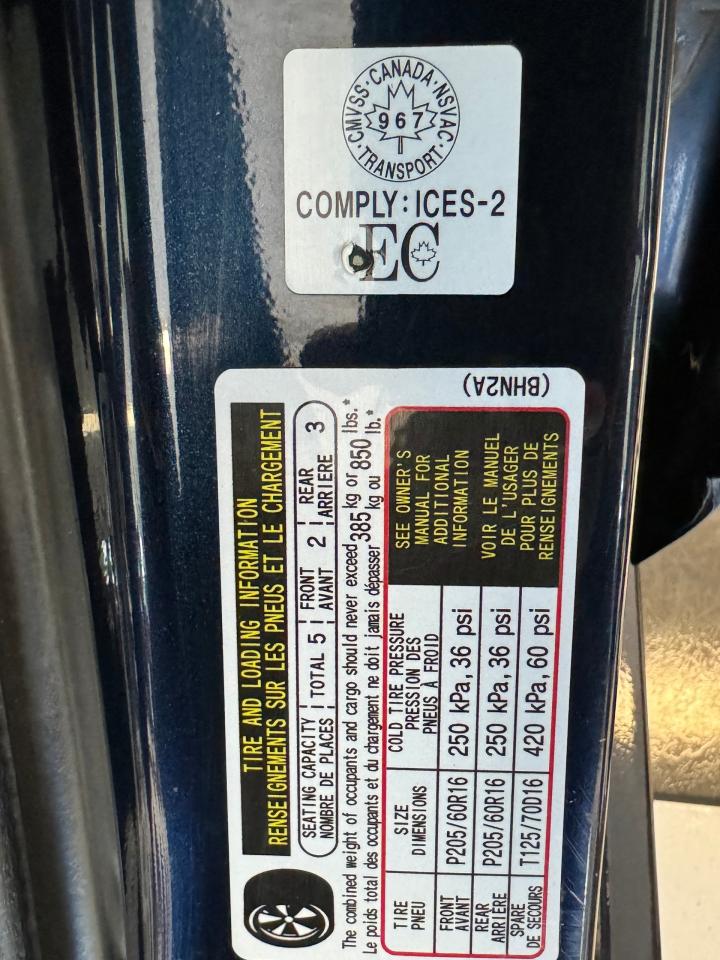 CMVSS · CANADA · NSVAC
967
· TRANSPORT ·
COMPLY:ICES-2
EC
(BHN2A)
TIRE AND LOADING INFORMATION
RENSEIGNEMENTS SUR LES PNEUS ET LE CHARGEMENT
SEATING CAPACITY TOTAL 5 FRONT 2 REAR 3
NOMBRE DE PLACES AVANT ARRIÈRE
The combined weight of occupants and cargo should never exceed 385 kg or 850 lbs.*
Le poids total des occupants et du chargement ne doit jamais dépasser kg ou lb.*
TIRE SIZE COLD TIRE PRESSURE
PNEU DIMENSIONS PRESSION DES
PNEUS À FROID
FRONT P205/60R16 250 kPa, 36 psi
AVANT
REAR P205/60R16 250 kPa, 36 psi
ARRIÈRE
SPARE T125/70D16 420 kPa, 60 psi
DE SECOURS
SEE OWNER'S
MANUAL FOR
ADDITIONAL
INFORMATION
VOIR LE MANUEL
DE L'USAGER
POUR PLUS DE
RENSEIGNEMENTS